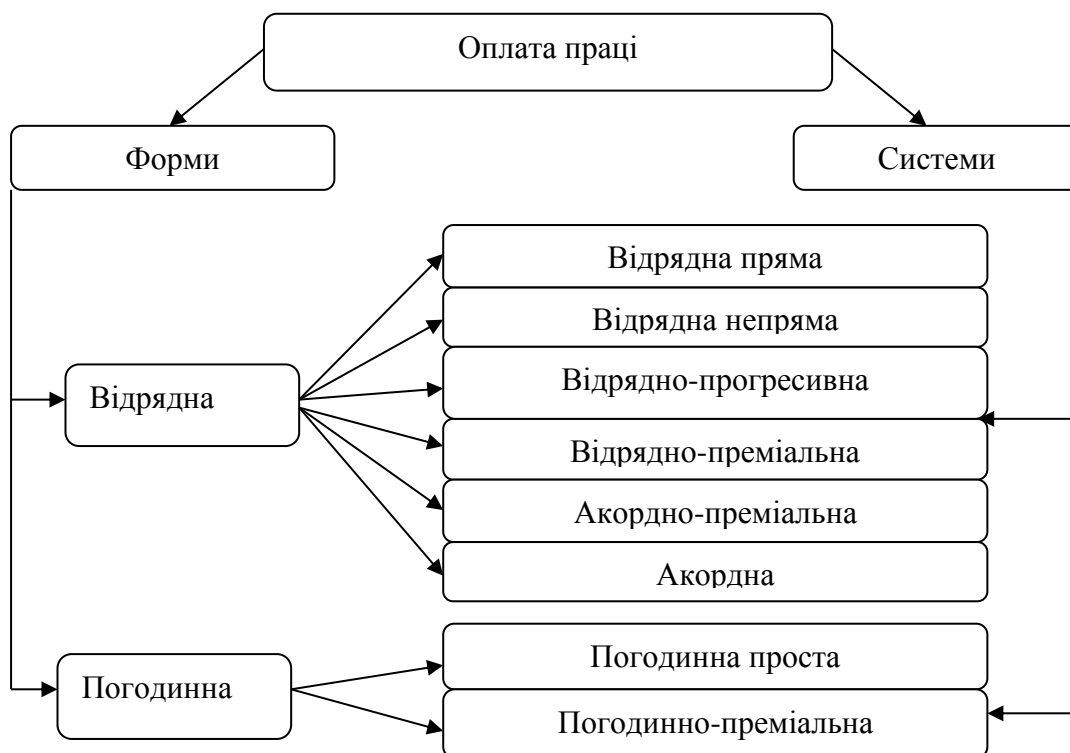 Оплата праці
Форми
Системи
Відрядна пряма
Відрядна непряма
Відрядно-прогресивна
Відрядна
Відрядно-преміальна
Акордно-преміальна
Акордна
Погодинна проста
Погодинна
Погодинно-преміальна